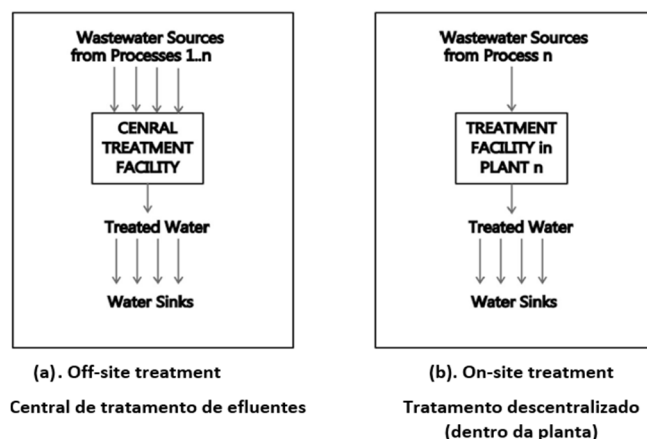 Wastewater Sources
from Processes 1..n
CENRAL
TREATMENT
FACILITY
Treated Water
Water Sinks
(a). Off-site treatment
Central de tratamento de efluentes
Wastewater Sources
from Process n
TREATMENT
FACILITY in
PLANT n
Treated Water
Water Sinks
(b). On-site treatment
Tratamento descentralizado
(dentro da planta)